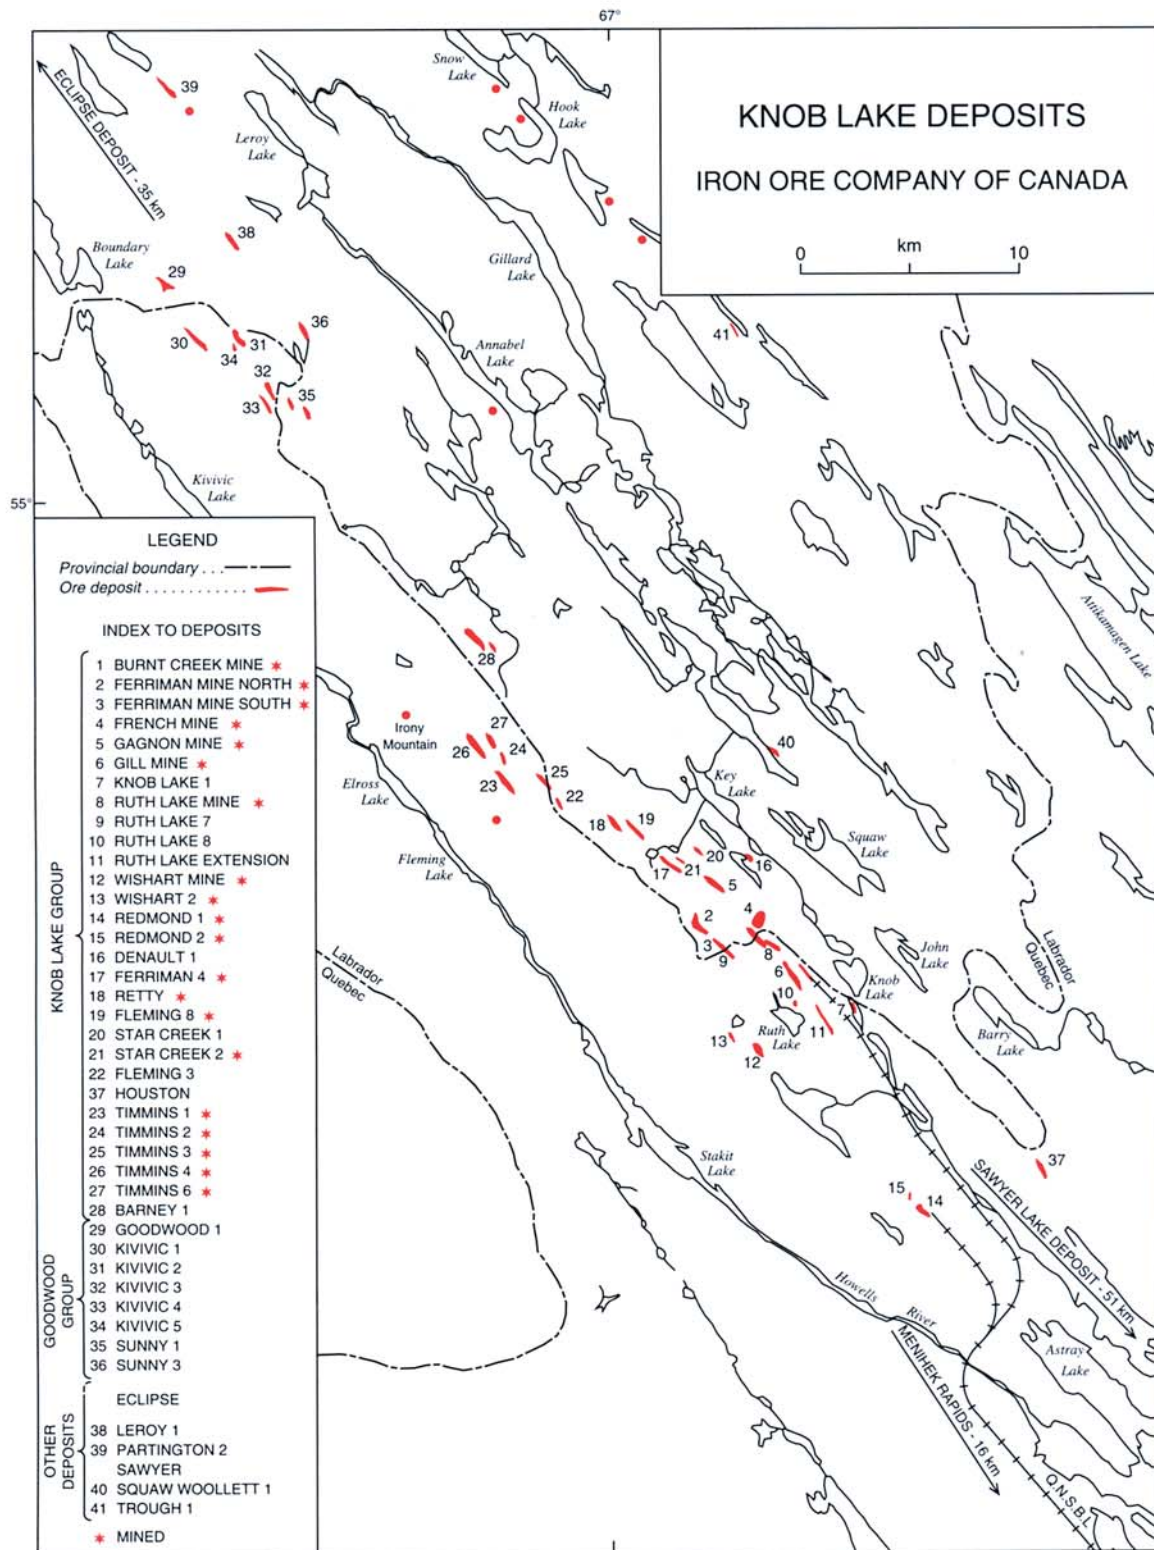 67°
KNOB LAKE DEPOSITS
IRON ORE COMPANY OF CANADA
km
0 10
Snow
Lake
Hook
Lake
39
ECLIPSE DEPOSIT - 35 km
Leroy
Lake
38
Boundary
Lake
29
Gillard
Lake
36
30
34
31
41
Annabel
Lake
32
33
35
Kivivic
Lake
55°
Attikamagen Lake
28
Irony
Mountain
27
26
24
23
25
22
40
Key
Lake
Elross
Lake
18
19
Squaw
Lake
Fleming
Lake
20
17
21
16
5
2
4
3
9
8
John
Lake
Labrador
Quebec
Labrador
Quebec
6
Knob
Lake
10
7
Ruth
Lake
11
13
12
Barry
Lake
Stakit
Lake
37
15
14
SAWYER LAKE DEPOSIT - 51 km
Howells
River
MENIHEK RAPIDS - 16 km
Astray
Lake
Q.N.S.B.L
LEGEND
Provincial boundary . . .
Ore deposit . . . . . . . . . . . .
INDEX TO DEPOSITS
KNOB LAKE GROUP
1 BURNT CREEK MINE ✶
2 FERRIMAN MINE NORTH ✶
3 FERRIMAN MINE SOUTH ✶
4 FRENCH MINE ✶
5 GAGNON MINE ✶
6 GILL MINE ✶
7 KNOB LAKE 1
8 RUTH LAKE MINE ✶
9 RUTH LAKE 7
10 RUTH LAKE 8
11 RUTH LAKE EXTENSION
12 WISHART MINE ✶
13 WISHART 2 ✶
14 REDMOND 1 ✶
15 REDMOND 2 ✶
16 DENAULT 1
17 FERRIMAN 4 ✶
18 RETTY ✶
19 FLEMING 8 ✶
20 STAR CREEK 1
21 STAR CREEK 2 ✶
22 FLEMING 3
37 HOUSTON
23 TIMMINS 1 ✶
24 TIMMINS 2 ✶
25 TIMMINS 3 ✶
26 TIMMINS 4 ✶
27 TIMMINS 6 ✶
28 BARNEY 1
GOODWOOD
GROUP
29 GOODWOOD 1
30 KIVIVIC 1
31 KIVIVIC 2
32 KIVIVIC 3
33 KIVIVIC 4
34 KIVIVIC 5
35 SUNNY 1
36 SUNNY 3
OTHER
DEPOSITS
ECLIPSE
38 LEROY 1
39 PARTINGTON 2
SAWYER
40 SQUAW WOOLLETT 1
41 TROUGH 1
✶ MINED